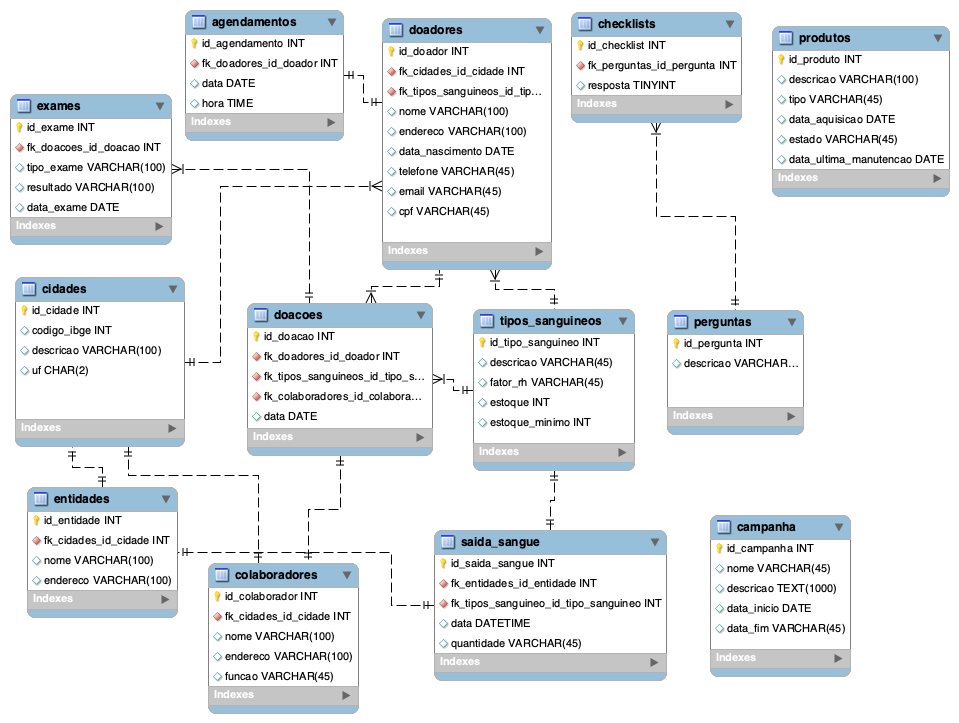 agendamentos
id_agendamento INT
fk_doadores_id_doador INT
data DATE
hora TIME
Indexes
doadores
id_doador INT
fk_cidades_id_cidade INT
fk_tipos_sanguineos_id_tip...
nome VARCHAR(100)
endereco VARCHAR(100)
data_nascimento DATE
telefone VARCHAR(45)
email VARCHAR(45)
cpf VARCHAR(45)
Indexes
checklists
id_checklist INT
fk_perguntas_id_pergunta INT
resposta TINYINT
Indexes
produtos
id_produto INT
descricao VARCHAR(100)
tipo VARCHAR(45)
data_aquisicao DATE
estado VARCHAR(45)
data_ultima_manutencao DATE
Indexes
exames
id_exame INT
fk_doacoes_id_doacao INT
tipo_exame VARCHAR(100)
resultado VARCHAR(100)
data_exame DATE
Indexes
cidades
id_cidade INT
codigo_ibge INT
descricao VARCHAR(100)
uf CHAR(2)
Indexes
doacoes
id_doacao INT
fk_doadores_id_doador INT
fk_tipos_sanguineos_id_tipo_s...
fk_colaboradores_id_colabora...
data DATE
Indexes
tipos_sanguineos
id_tipo_sanguineo INT
descricao VARCHAR(45)
fator_rh VARCHAR(45)
estoque INT
estoque_minimo INT
Indexes
perguntas
id_pergunta INT
descricao VARCHAR...
Indexes
entidades
id_entidade INT
fk_cidades_id_cidade INT
nome VARCHAR(100)
endereco VARCHAR(100)
Indexes
colaboradores
id_colaborador INT
fk_cidades_id_cidade INT
nome VARCHAR(100)
endereco VARCHAR(100)
funcao VARCHAR(45)
Indexes
saida_sangue
id_saida_sangue INT
fk_entidades_id_entidade INT
fk_tipos_sanguineo_id_tipo_sanguineo INT
data DATETIME
quantidade VARCHAR(45)
Indexes
campanha
id_campanha INT
nome VARCHAR(45)
descricao TEXT(1000)
data_inicio DATE
data_fim VARCHAR(45)
Indexes